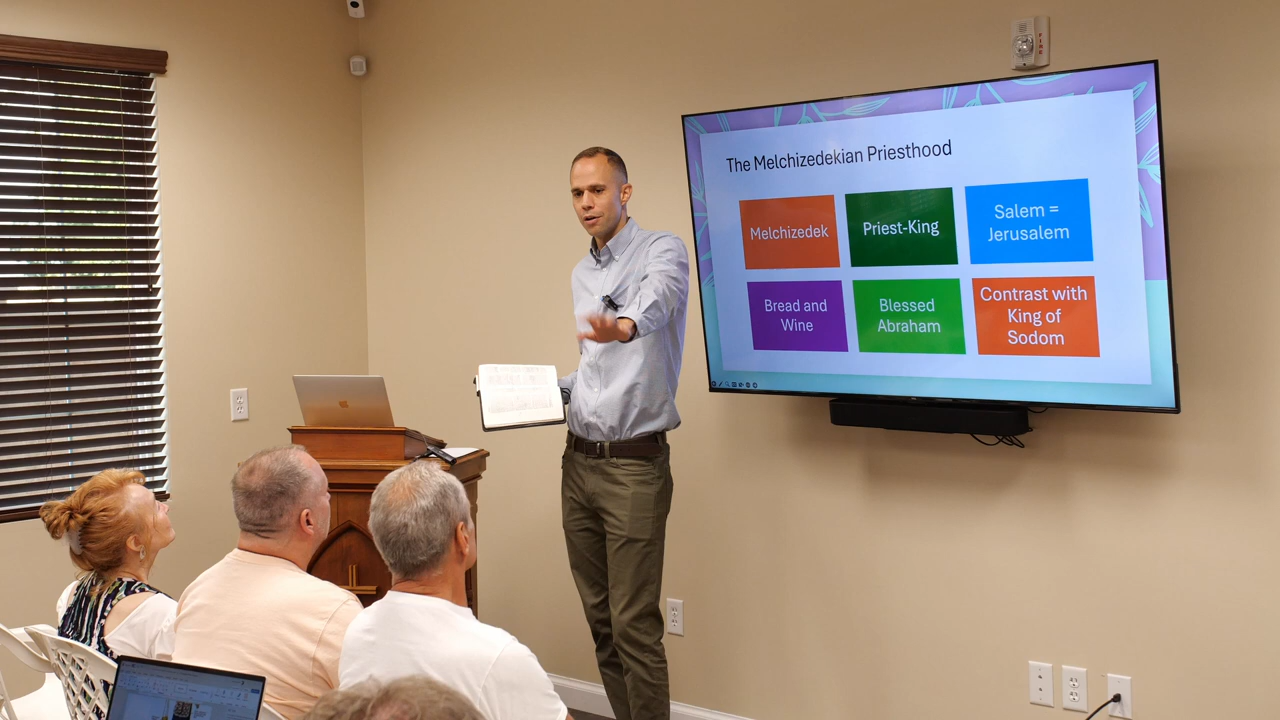 The Melchizedekian Priesthood
Melchizedek
Priest-King
Salem =
Jerusalem
Bread and
Wine
Blessed
Abraham
Contrast with
King of
Sodom
FIRE